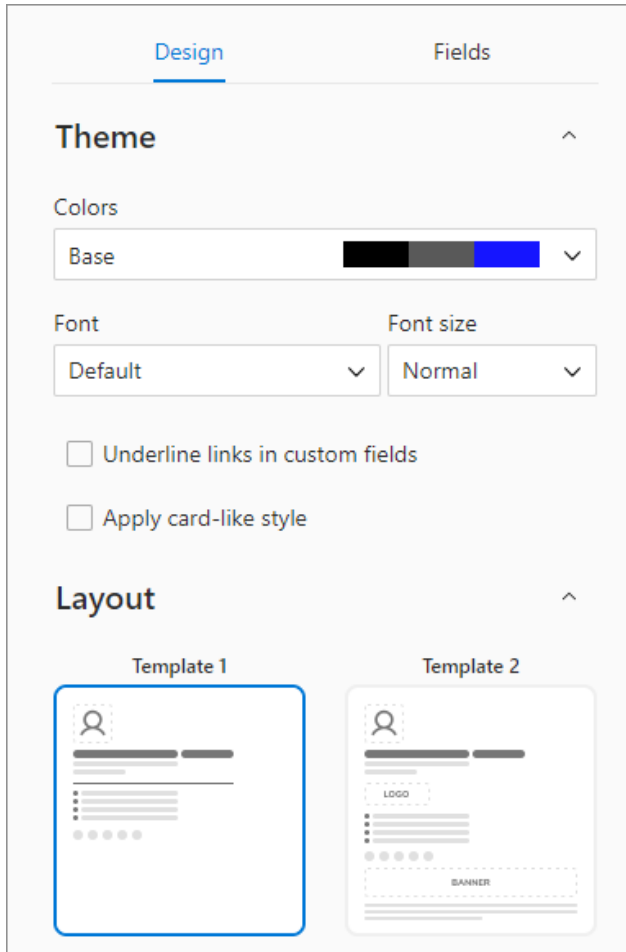 Design Fields
Theme
Colors
Base
Font Font size
Default Normal
Underline links in custom fields
Apply card-like style
Layout
Template 1 Template 2
LOGO
BANNER